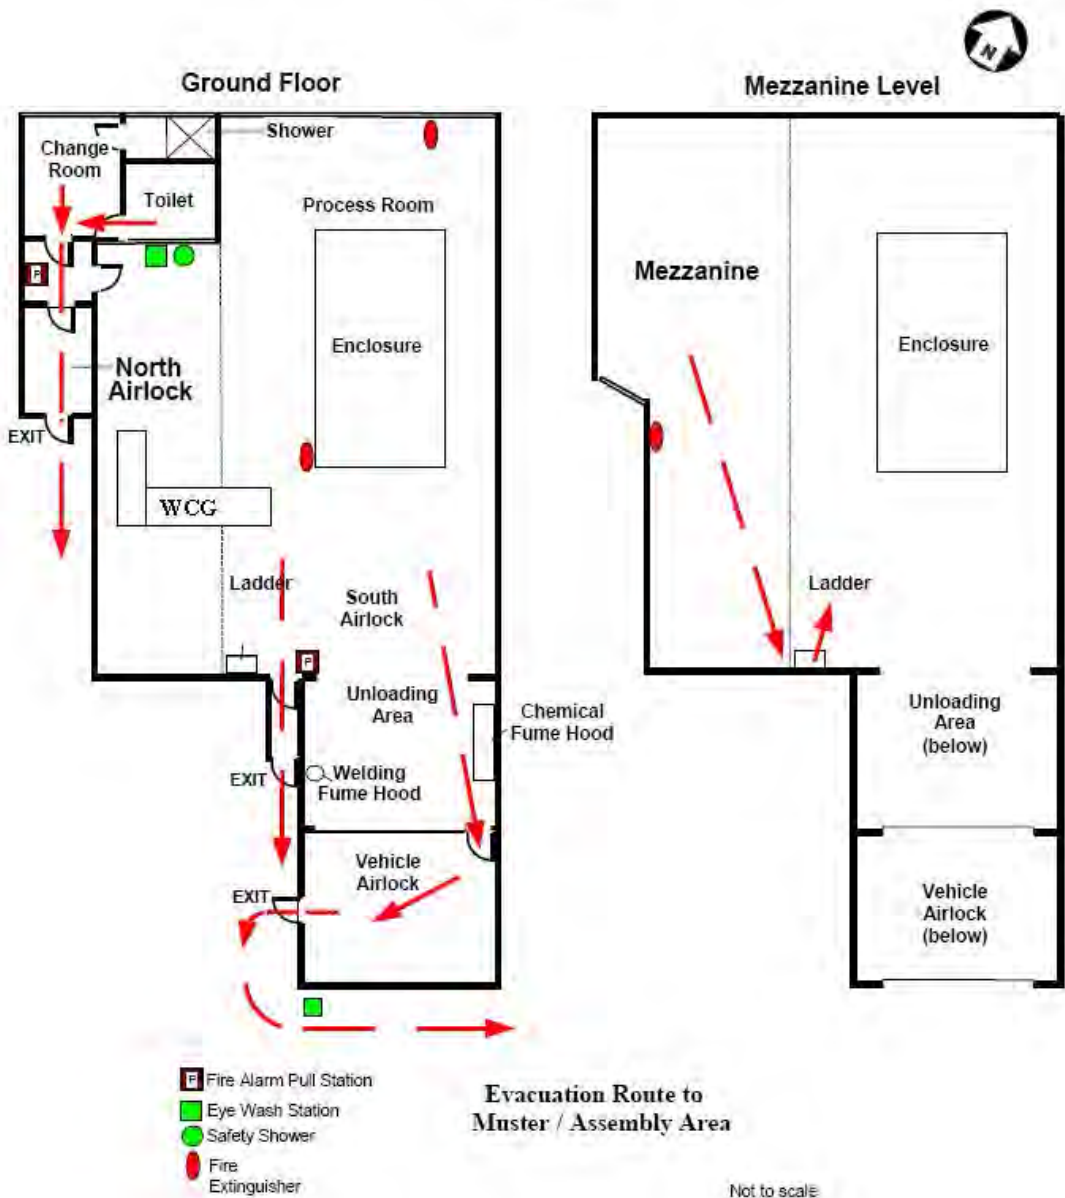 N
Ground Floor
Mezzanine Level
Shower
Change
Room
Toilet
Process Room
P
Mezzanine
Enclosure
Enclosure
North
Airlock
EXIT
WCG
Ladder
South
Airlock
Ladder
P
Unloading
Area
Chemical
Fume Hood
Unloading
Area
(below)
EXIT
Welding
Fume Hood
Vehicle
Airlock
EXIT
Vehicle
Airlock
(below)
P Fire Alarm Pull Station
Eye Wash Station
Safety Shower
Fire
Extinguisher
Evacuation Route to
Muster / Assembly Area
Not to scale